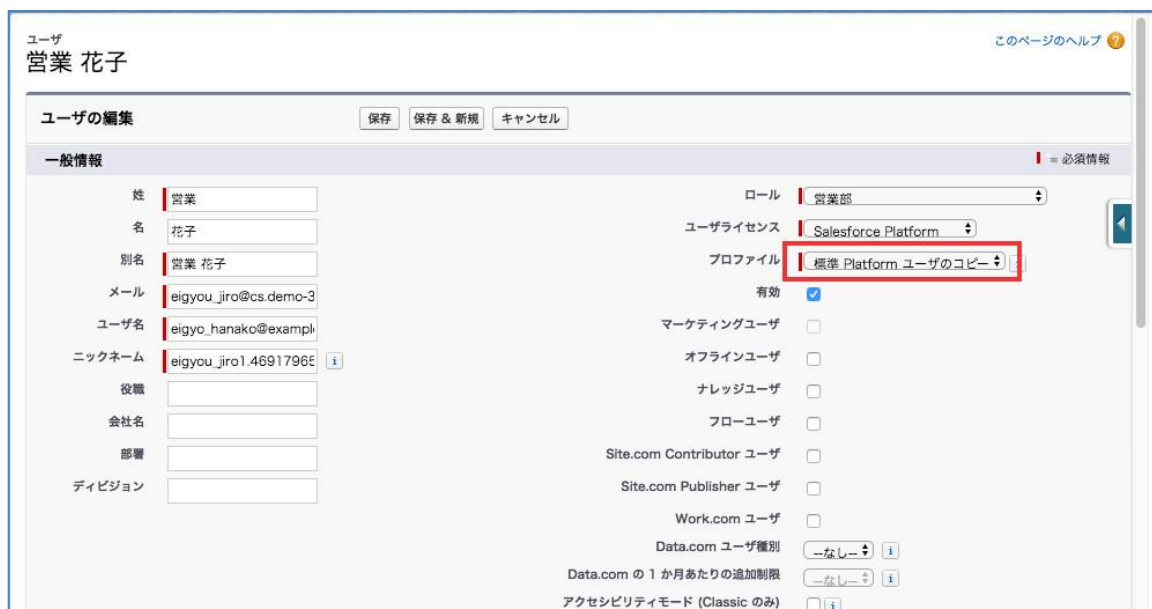 ユーザ
営業 花子
このページのヘルプ
ユーザの編集
保存
保存 & 新規
キャンセル
一般情報
= 必須情報
姓 営業
名 花子
別名 営業 花子
メール eigyou_jiro@cs.demo-3
ユーザ名 eigyo_hanako@exampl
ニックネーム eigyou_jiro1.46917965
役職
会社名
部署
ディビジョン
ロール 営業部
ユーザライセンス Salesforce Platform
プロファイル 標準 Platform ユーザのコピー
有効
マーケティングユーザ
オフラインユーザ
ナレッジユーザ
フローユーザ
Site.com Contributor ユーザ
Site.com Publisher ユーザ
Work.com ユーザ
Data.com ユーザ種別 --なし--
Data.com の 1 か月あたりの追加制限 --なし--
アクセシビリティモード (Classic のみ)